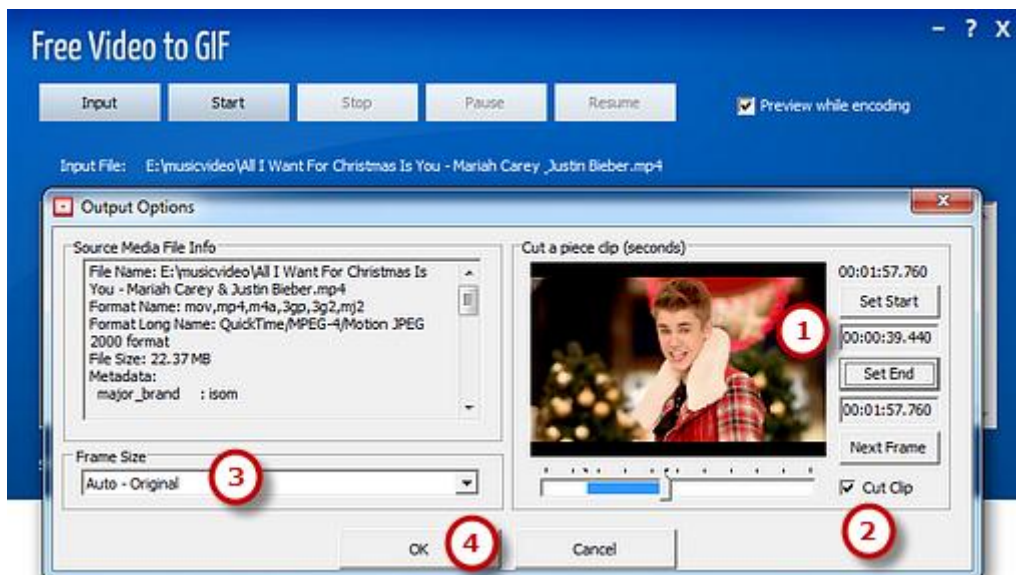 Free Video to GIF
– ? X
Input Start Stop Pause Resume Preview while encoding
Input File: E:\musicvideo\All I Want For Christmas Is You - Mariah Carey _Justin Bieber.mp4
Output Options
Source Media File Info
File Name: E:\musicvideo\All I Want For Christmas Is
You - Mariah Carey & Justin Bieber.mp4
Format Name: mov,mp4,m4a,3gp,3g2,mj2
Format Long Name: QuickTime/MPEG-4/Motion JPEG
2000 format
File Size: 22.37 MB
Metadata:
major_brand : isom
Frame Size
Auto - Original
3
Cut a piece clip (seconds)
00:01:57.760
Set Start
1
00:00:39.440
Set End
00:01:57.760
Next Frame
Cut Clip
2
OK
4
Cancel